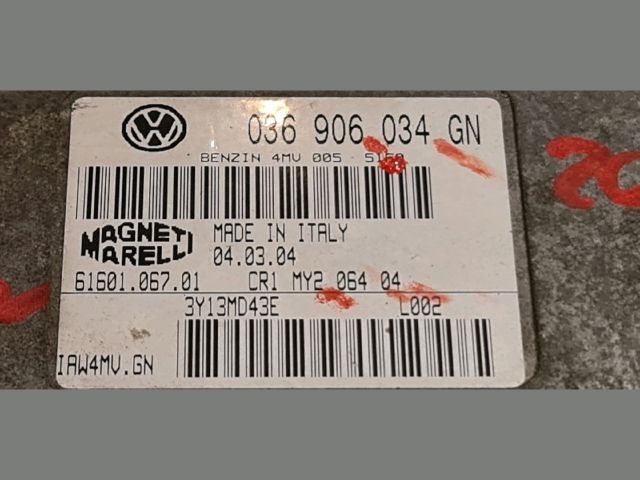 036 906 034 GN
BENZIN 4MV 005
MAGNETI MARELLI
MADE IN ITALY
04.03.04
61601.067.01 CR1 MY2 064 04
3Y13MD43E L002
IAW4MV.GN